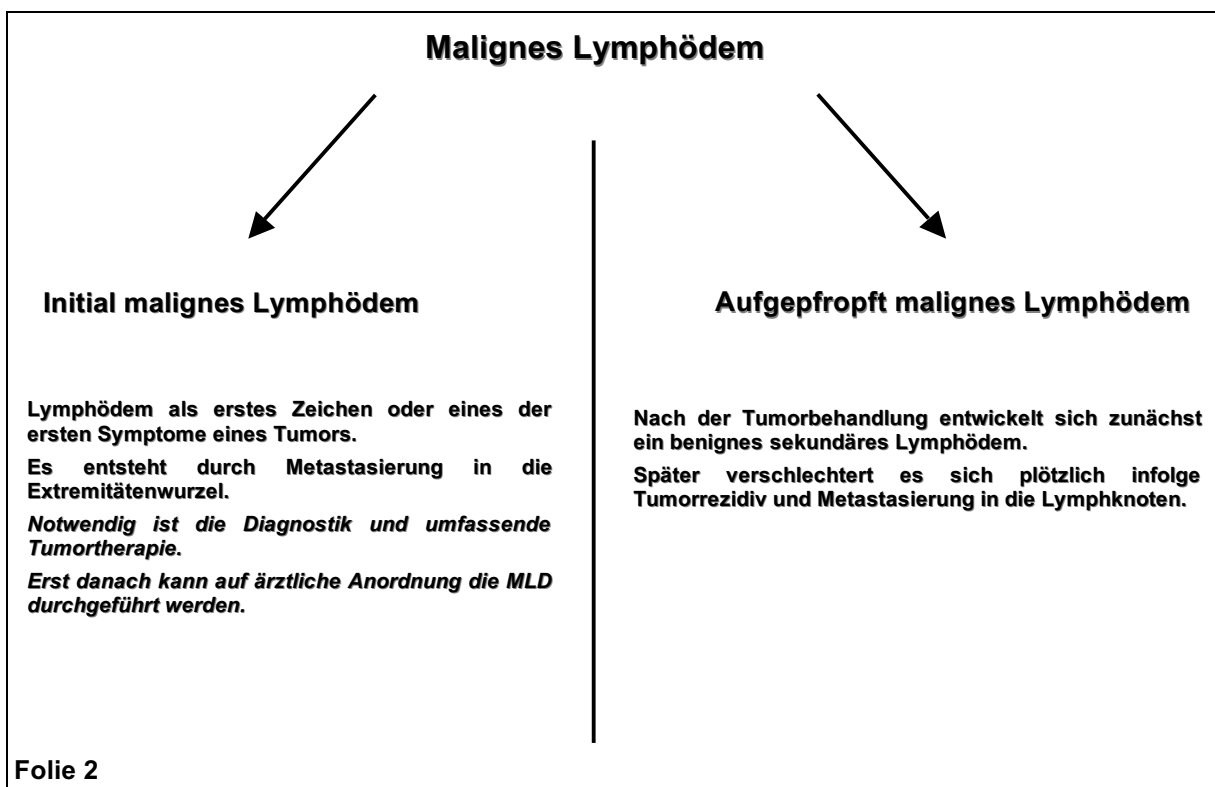 Malignes Lymphödem
Initial malignes Lymphödem
Lymphödem als erstes Zeichen oder eines der
ersten Symptome eines Tumors.
Es entsteht durch Metastasierung in die
Extremitätenwurzel.
Notwendig ist die Diagnostik und umfassende
Tumortherapie.
Erst danach kann auf ärztliche Anordnung die MLD
durchgeführt werden.
Aufgepfropft malignes Lymphödem
Nach der Tumorbehandlung entwickelt sich zunächst
ein benignes sekundäres Lymphödem.
Später verschlechtert es sich plötzlich infolge
Tumorrezidiv und Metastasierung in die Lymphknoten.
Folie 2